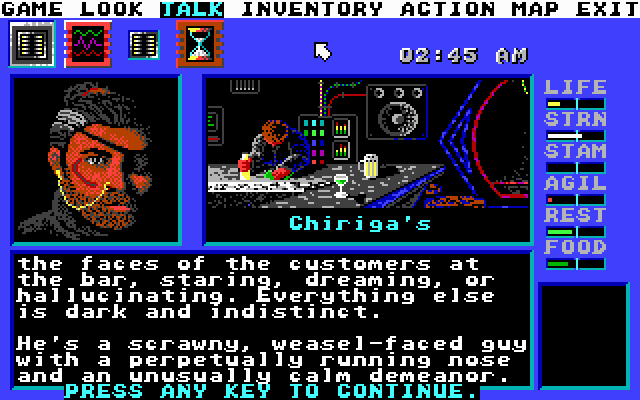 GAME LOOK TALK INVENTORY ACTION MAP EXIT
02:45 AM
LIFE
STRN
STAM
AGIL
REST
FOOD
Chiriga's
the faces of the customers at
the bar, staring, dreaming, or
hallucinating. Everything else
is dark and indistinct.
He's a scrawny, weasel-faced guy
with a perpetually running nose
and an unusually calm demeanor.
PRESS ANY KEY TO CONTINUE.